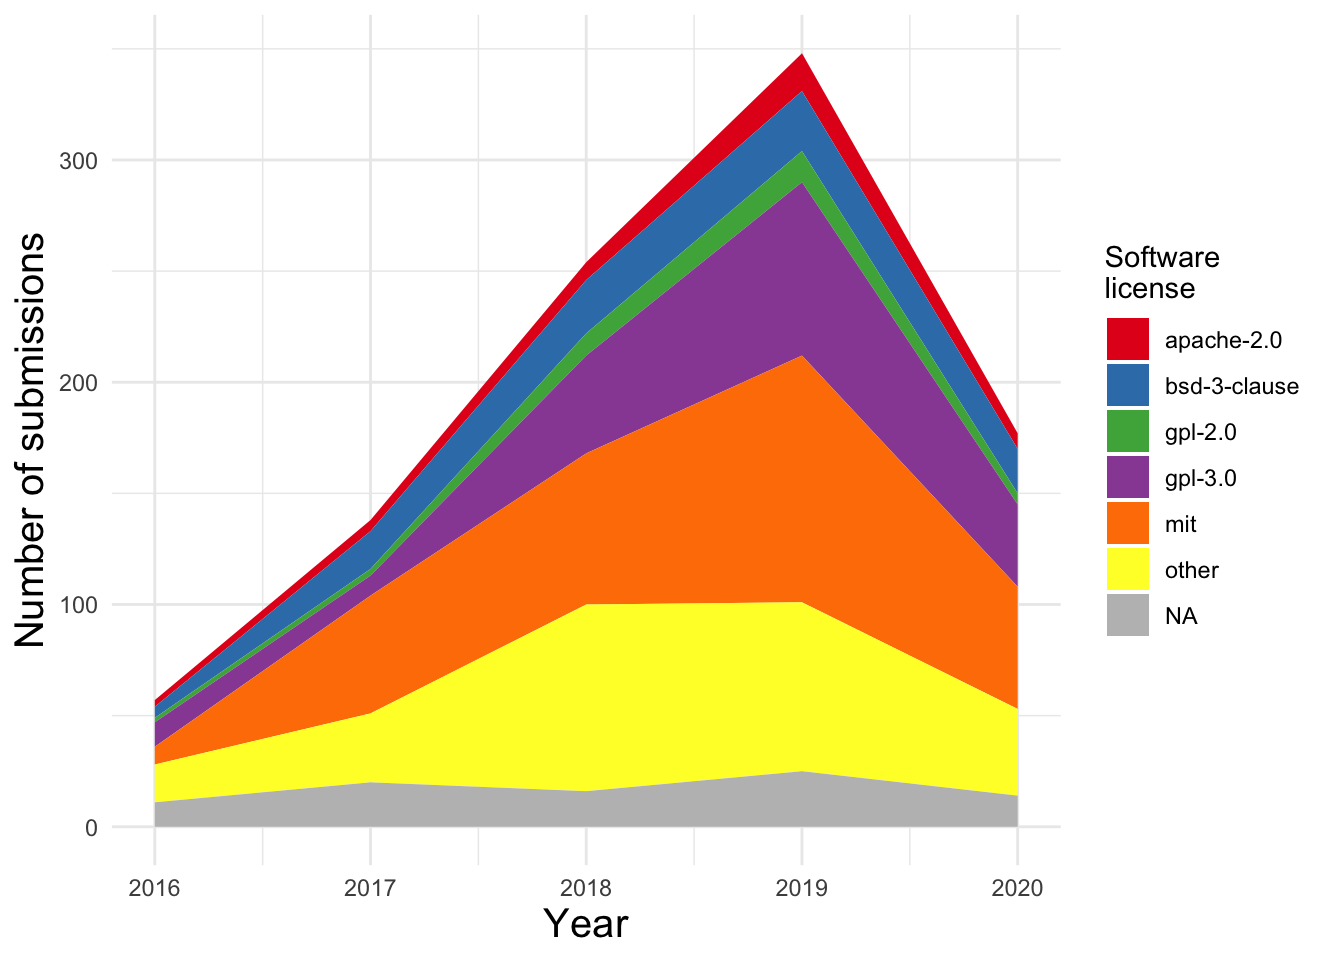 Number of submissions
300
200
100
0
2016 2017 2018 2019 2020
Year
Software
license
apache-2.0
bsd-3-clause
gpl-2.0
gpl-3.0
mit
other
NA